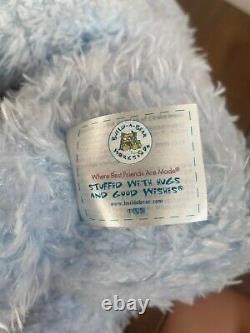 BUILD-A-BEAR
WORKSHOP®
Where Best Friends Are Made®
STUFFED WITH HUGS
AND GOOD WISHES®
www.buildabear.com